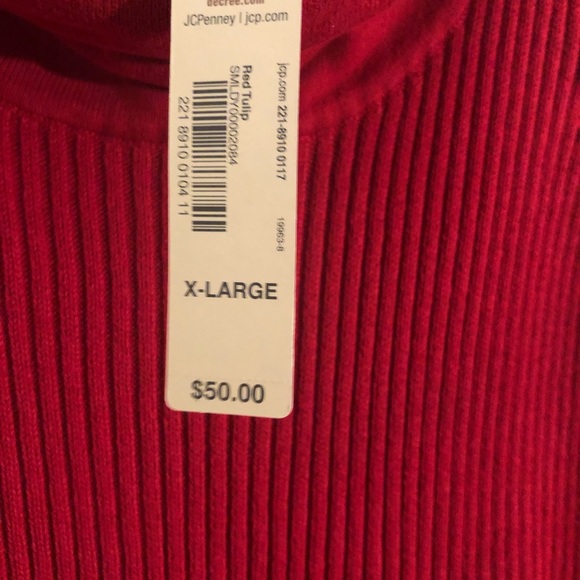 decree.com
JCPenney | jcp.com
Red Tulip
SMLDY00002084
221 8910 0104 11
jcp.com 221-8910 0117
19963-8
X-LARGE
$50.00